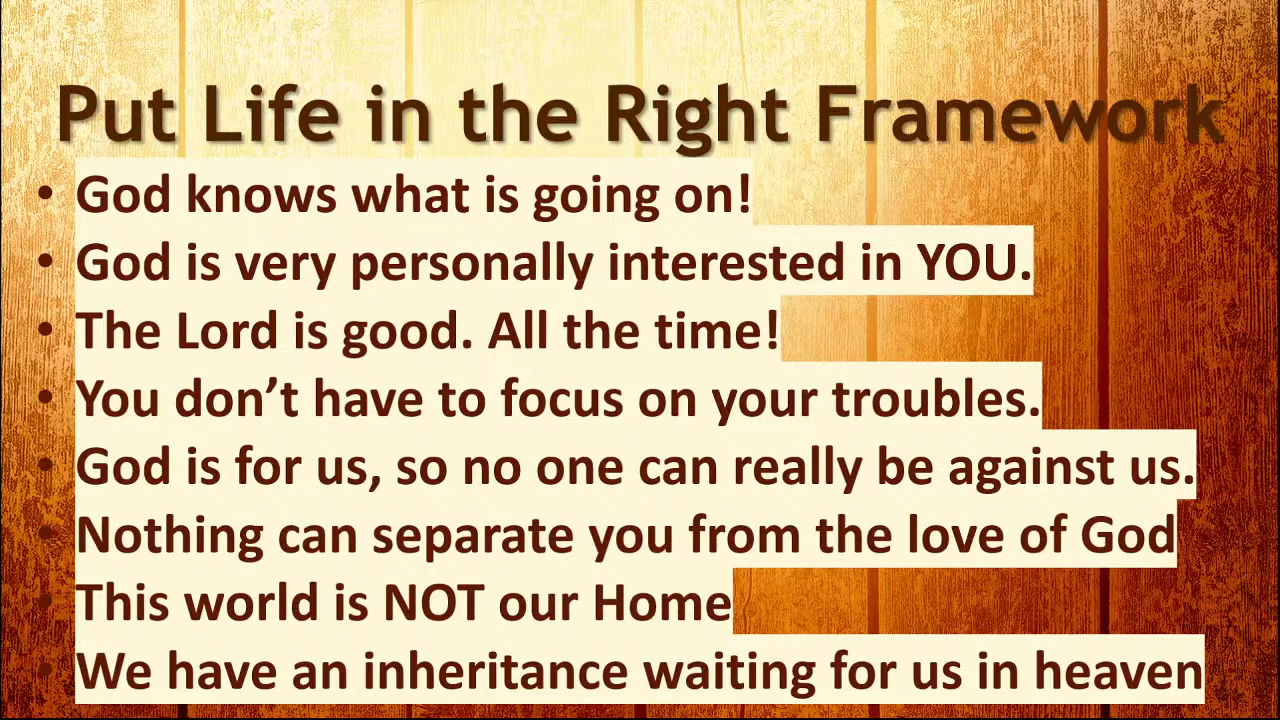 Put Life in the Right Framework
• God knows what is going on!
• God is very personally interested in YOU.
• The Lord is good. All the time!
• You don’t have to focus on your troubles.
• God is for us, so no one can really be against us.
• Nothing can separate you from the love of God
• This world is NOT our Home
• We have an inheritance waiting for us in heaven